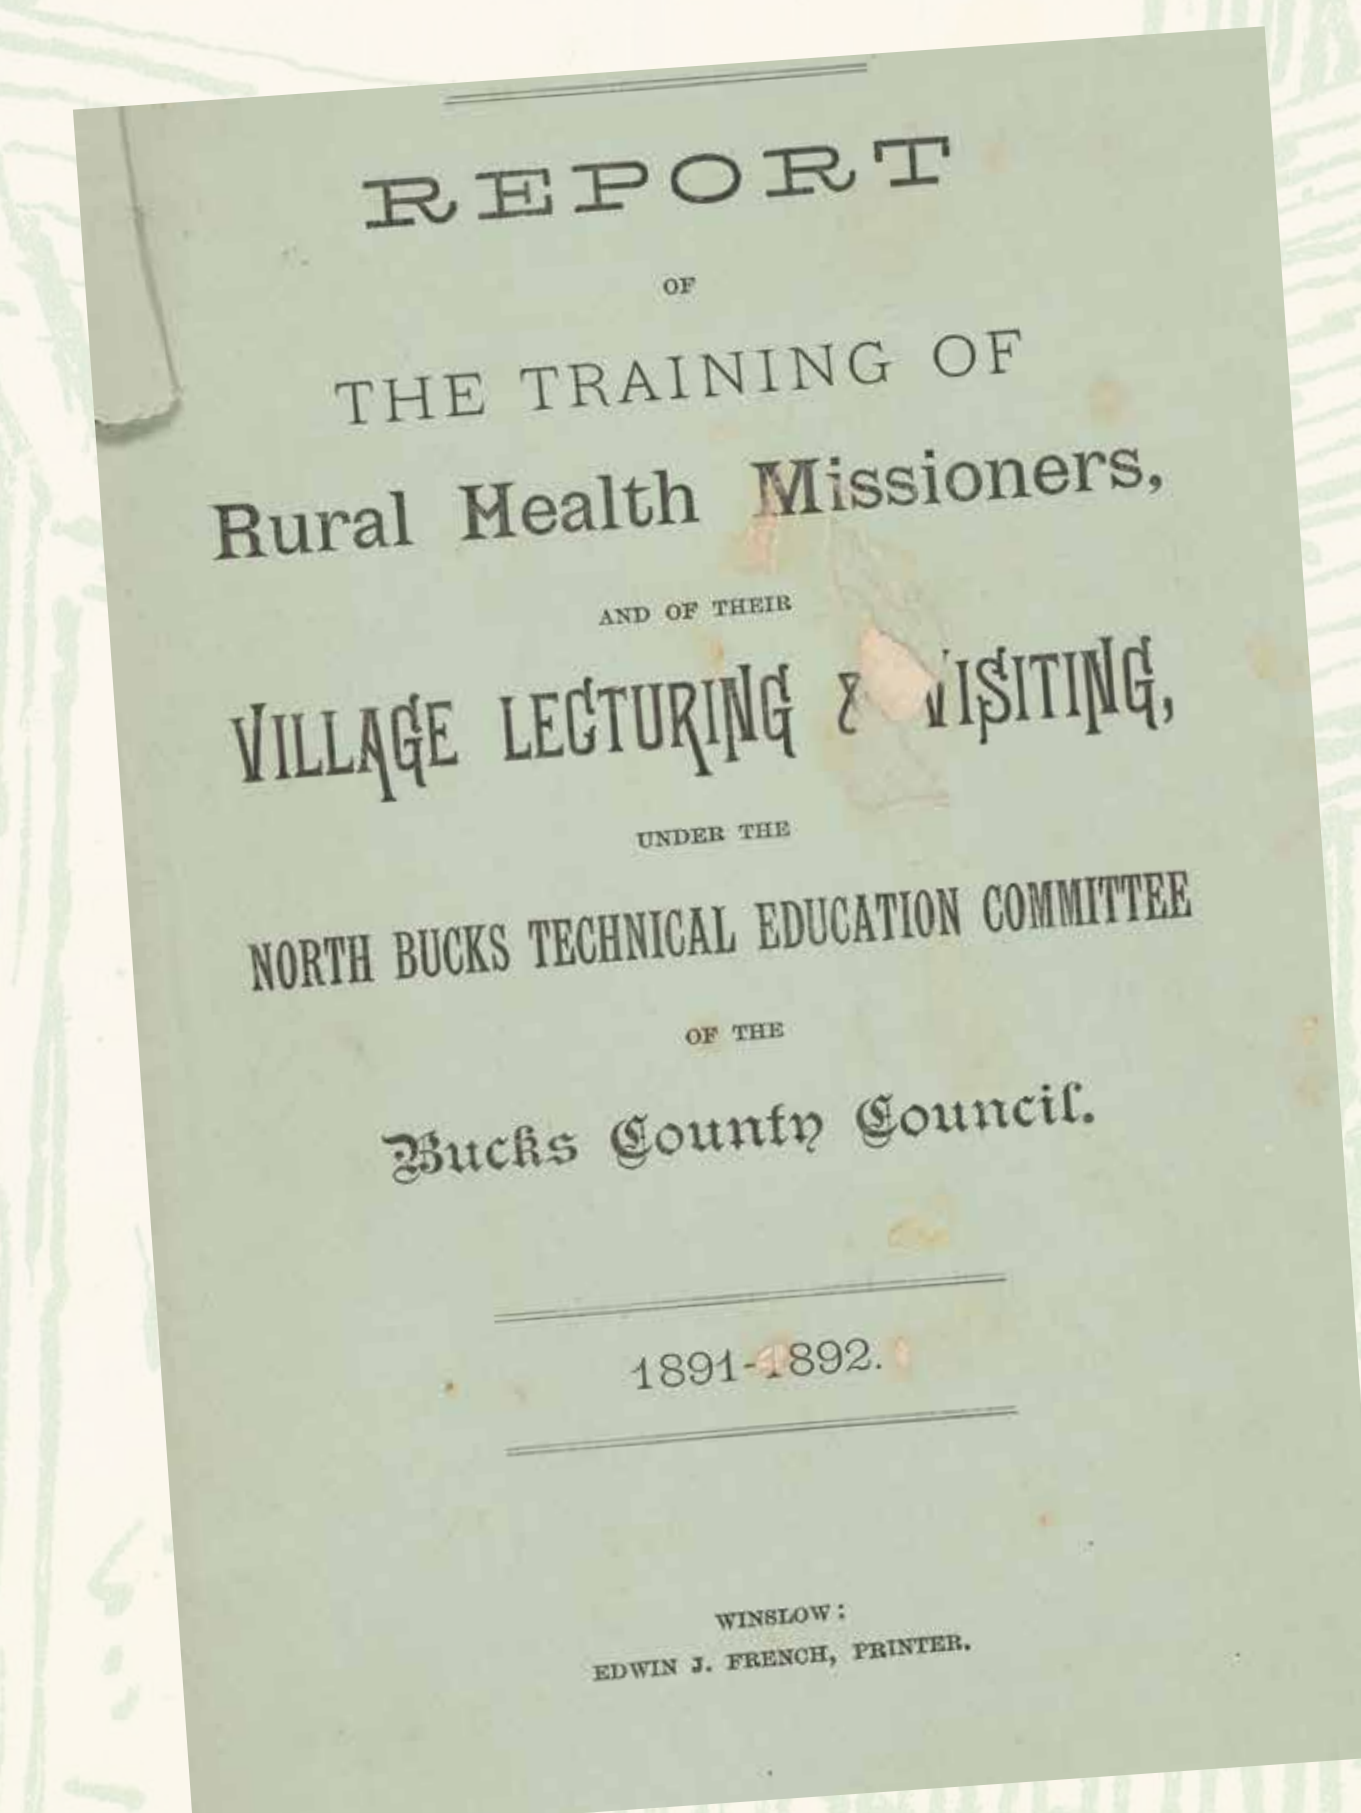 REPORT
OF
THE TRAINING OF
Rural Health Missioners,
AND OF THEIR
VILLAGE LECTURING & VISITING,
UNDER THE
NORTH BUCKS TECHNICAL EDUCATION COMMITTEE
OF THE
Bucks County Council.
1891-1892.
WINSLOW:
EDWIN J. FRENCH, PRINTER.